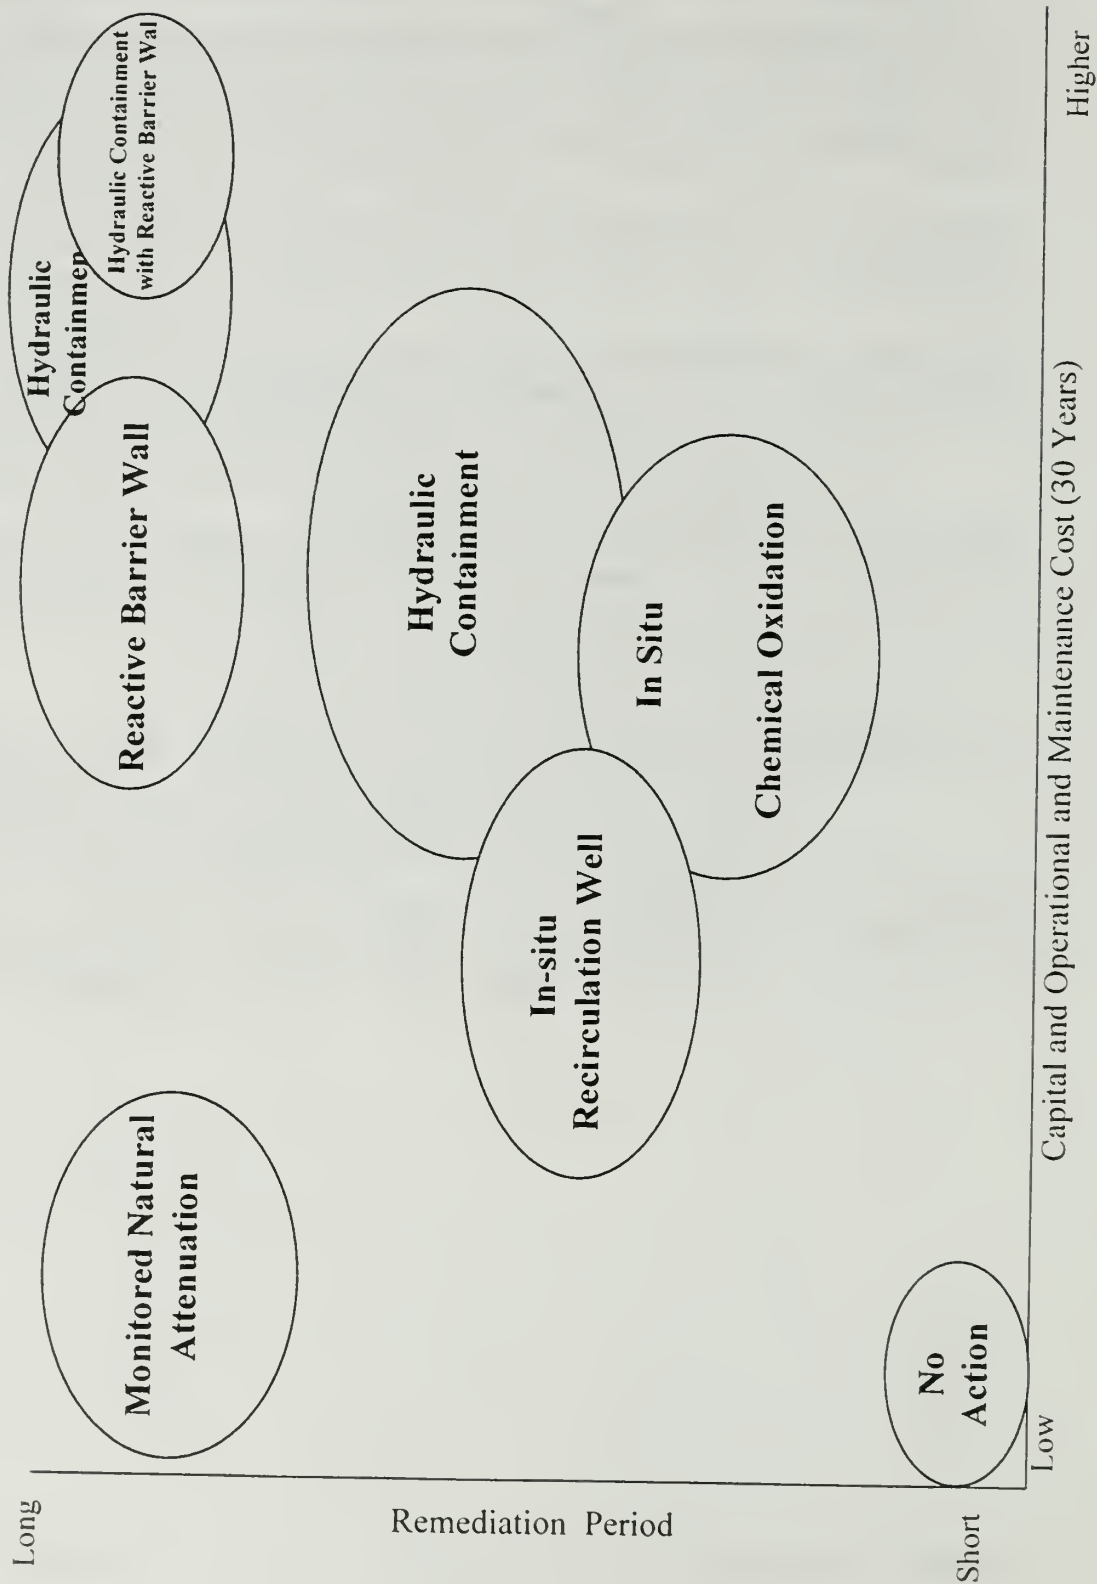 Long
Remediation Period
Short
Monitored Natural
Attenuation
Reactive Barrier Wall
Hydraulic
Containmen
Hydraulic Containment
with Reactive Barrier Wal
Hydraulic
Containment
In-situ
Recirculation Well
In Situ
Chemical Oxidation
No
Action
Low
Capital and Operational and Maintenance Cost (30 Years)
Higher